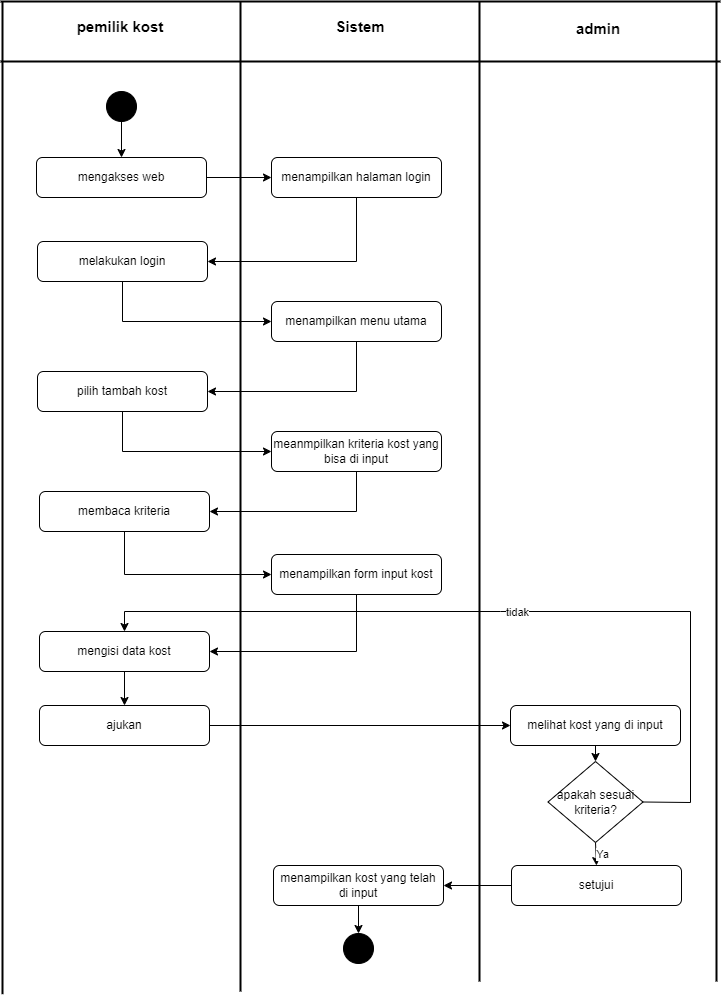 pemilik kost
Sistem
admin
mengakses web
menampilkan halaman login
melakukan login
menampilkan menu utama
pilih tambah kost
meanmpilkan kriteria kost yang
bisa di input
membaca kriteria
menampilkan form input kost
tidak
mengisi data kost
ajukan
melihat kost yang di input
apakah sesuai
kriteria?
Ya
setujui
menampilkan kost yang telah
di input